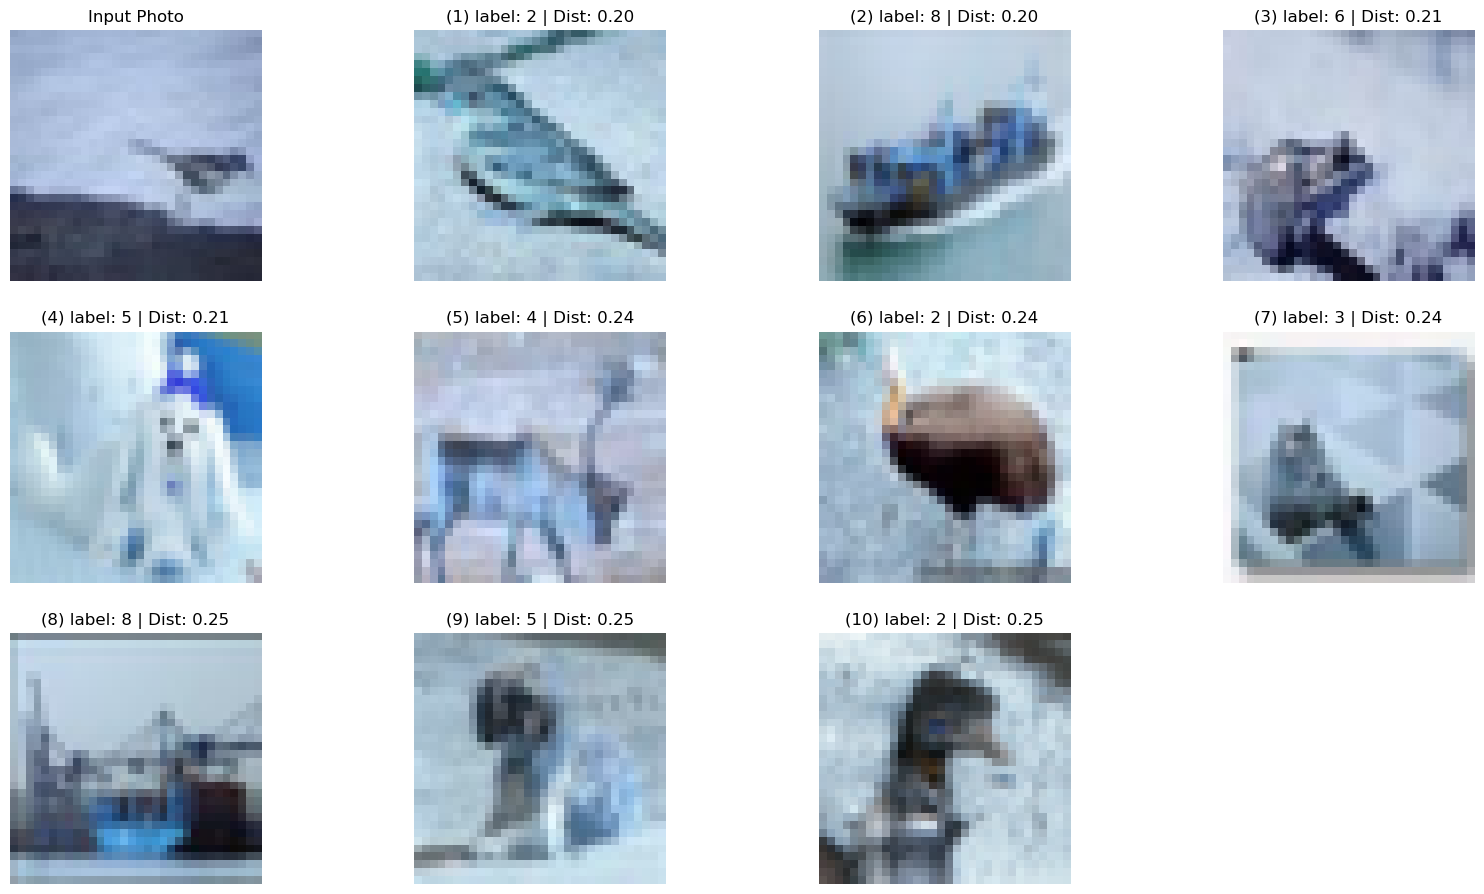 Input Photo
(1) label: 2 | Dist: 0.20
(2) label: 8 | Dist: 0.20
(3) label: 6 | Dist: 0.21
(4) label: 5 | Dist: 0.21
(5) label: 4 | Dist: 0.24
(6) label: 2 | Dist: 0.24
(7) label: 3 | Dist: 0.24
(8) label: 8 | Dist: 0.25
(9) label: 5 | Dist: 0.25
(10) label: 2 | Dist: 0.25